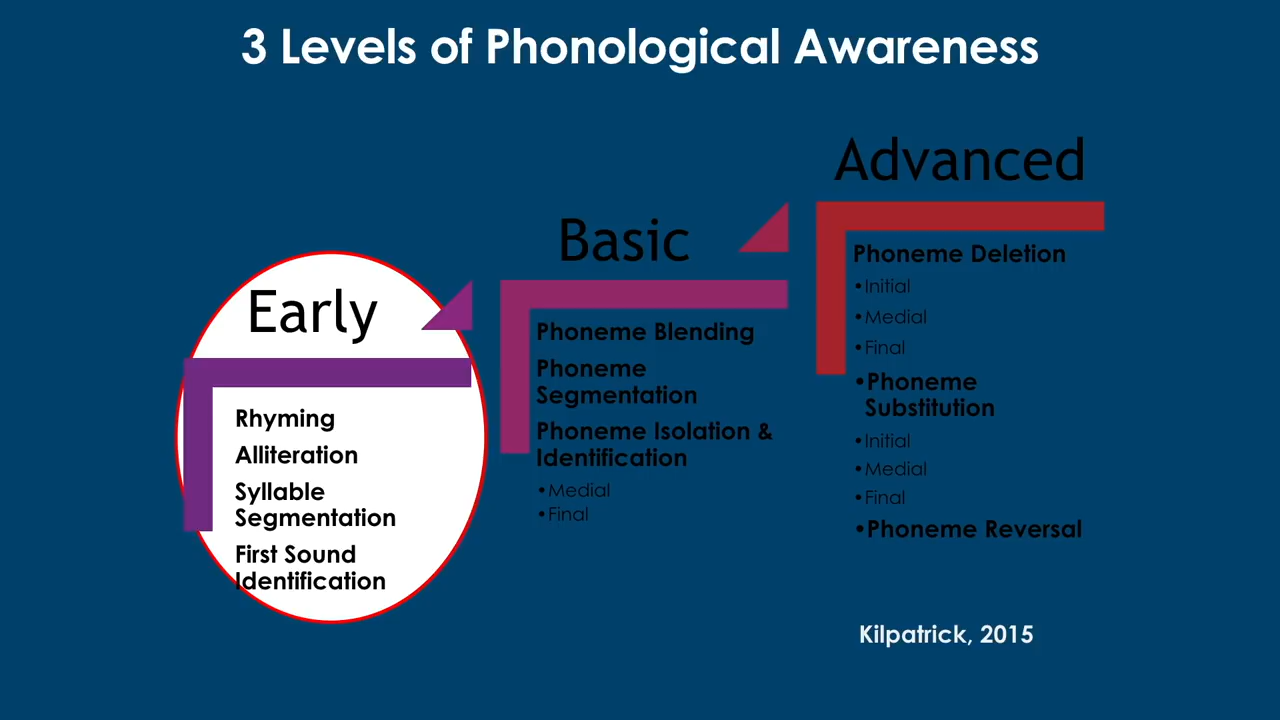 3 Levels of Phonological Awareness
Early
Rhyming
Alliteration
Syllable
Segmentation
First Sound
Identification
Basic
Phoneme Blending
Phoneme
Segmentation
Phoneme Isolation &
Identification
•Medial
•Final
Advanced
Phoneme Deletion
•Initial
•Medial
•Final
•Phoneme
Substitution
•Initial
•Medial
•Final
•Phoneme Reversal
Kilpatrick, 2015